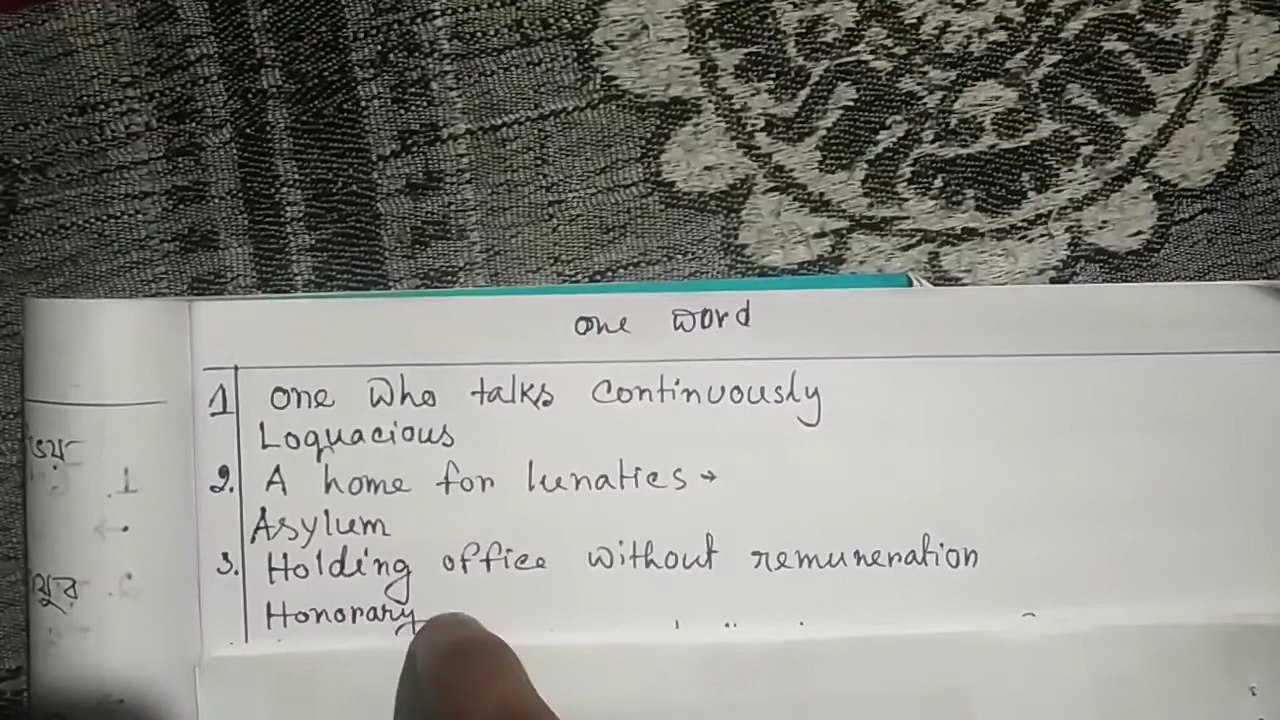 one word
1 one who talks continuously
Loquacious
2. A home for lunatics →
Asylum
3. Holding office without remuneration
Honorary